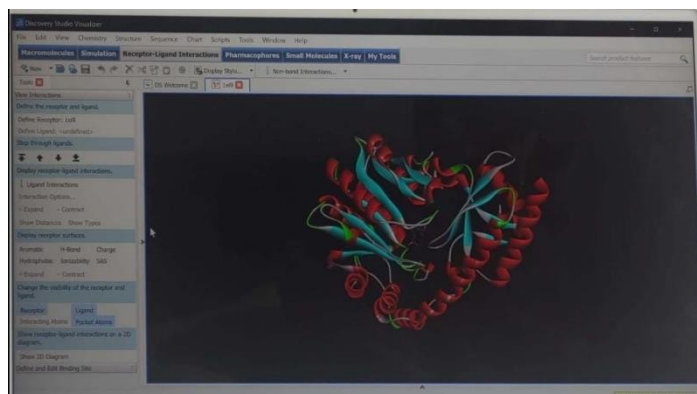 Discovery Studio Visualizer
File Edit View Chemistry Structure Sequence Chart Scripts Tools Window Help
Macromolecules Simulation Receptor-Ligand Interactions Pharmacophores Small Molecules X-ray My Tools
Search product features
New Display Style... Non-bond Interactions...
Tools
DS Welcome
View Interactions
Define the receptor and ligand.
Define Receptor:
Define Ligand: <undefined>
Step through ligands.
Display receptor-ligand interactions.
Ligand Interactions
Interaction Options...
Expand Contract
Show Distances Show Types
Display receptor surfaces.
Aromatic H-Bond Charge
Hydrophobic Ionizability SAS
Expand Contract
Change the visibility of the receptor and
ligand.
Receptor Ligand
Interacting Atoms Pocket Atoms
Show receptor-ligand interactions on a 2D
diagram.
Show 2D Diagram
Define and Edit Binding Site